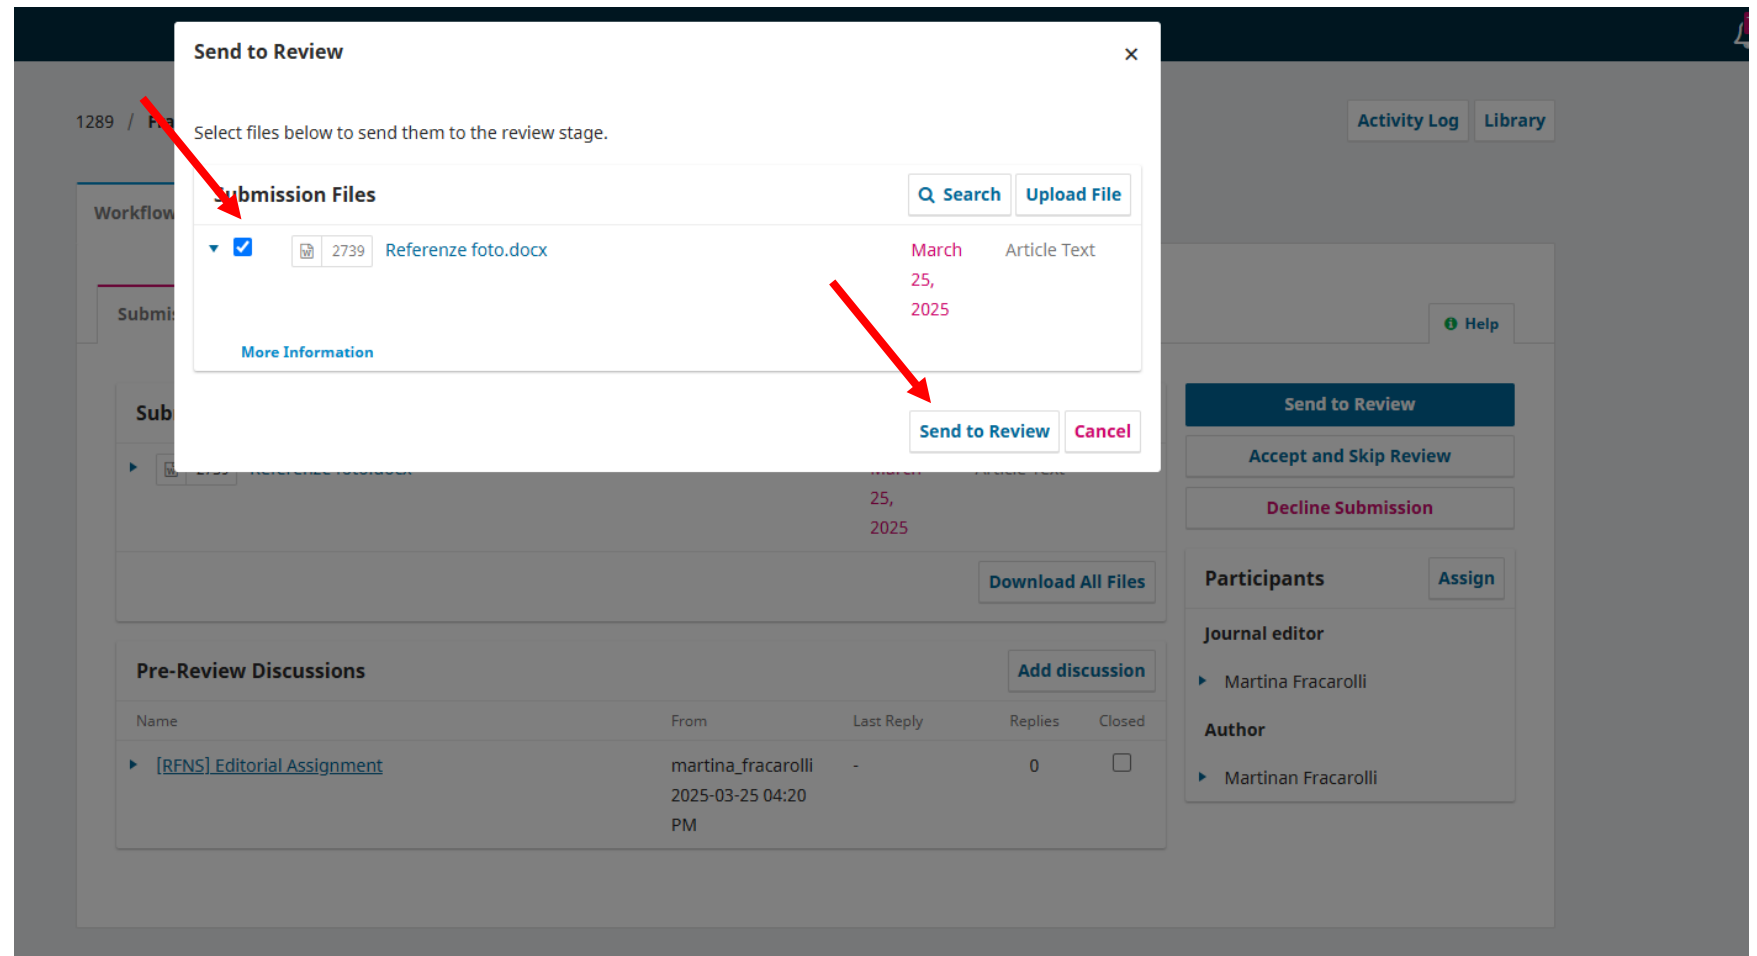 Send to Review
1289 /
Activity Log Library
Select files below to send them to the review stage.
Submission Files Search Upload File
Workflow
2739 Referenze foto.docx March 25, 2025 Article Text
Help
More Information
Send to Review Cancel
Send to Review
Accept and Skip Review
25,
2025
Decline Submission
Download All Files
Participants Assign
Journal editor
Martina Fracarolli
Author
Martinan Fracarolli
Pre-Review Discussions Add discussion
Name From Last Reply Replies Closed
[RFNS] Editorial Assignment martina_fracarolli - 0
2025-03-25 04:20
PM